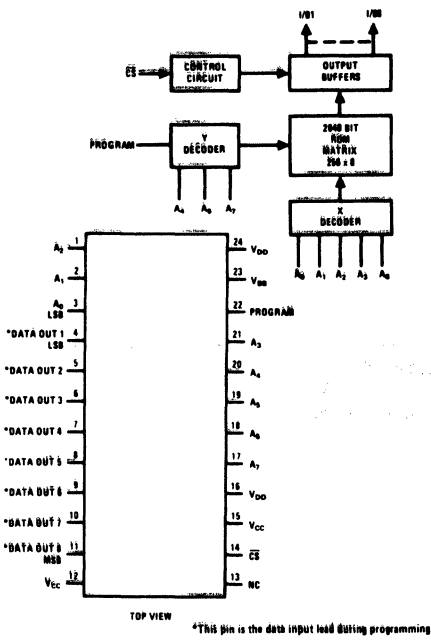 I/O1 I/O8
CS CONTROL CIRCUIT OUTPUT BUFFERS
PROGRAM Y DECODER 2048 BIT ROM MATRIX 256 x 8
A4 A5 A7 X DECODER
A0 A1 A2 A3 A6
A2 1 24 VDD
A1 2 23 VBB
A0 LSB 3 22 PROGRAM
*DATA OUT 1 LSB 4 21 A3
*DATA OUT 2 5 20 A4
*DATA OUT 3 6 19 A5
*DATA OUT 4 7 18 A6
*DATA OUT 5 8 17 A7
*DATA OUT 6 9 16 VDD
*DATA OUT 7 10 15 VCC
*DATA OUT 8 MSB 11 14 CS
VCC 12 13 NC
TOP VIEW
*This pin is the data input lead during programming